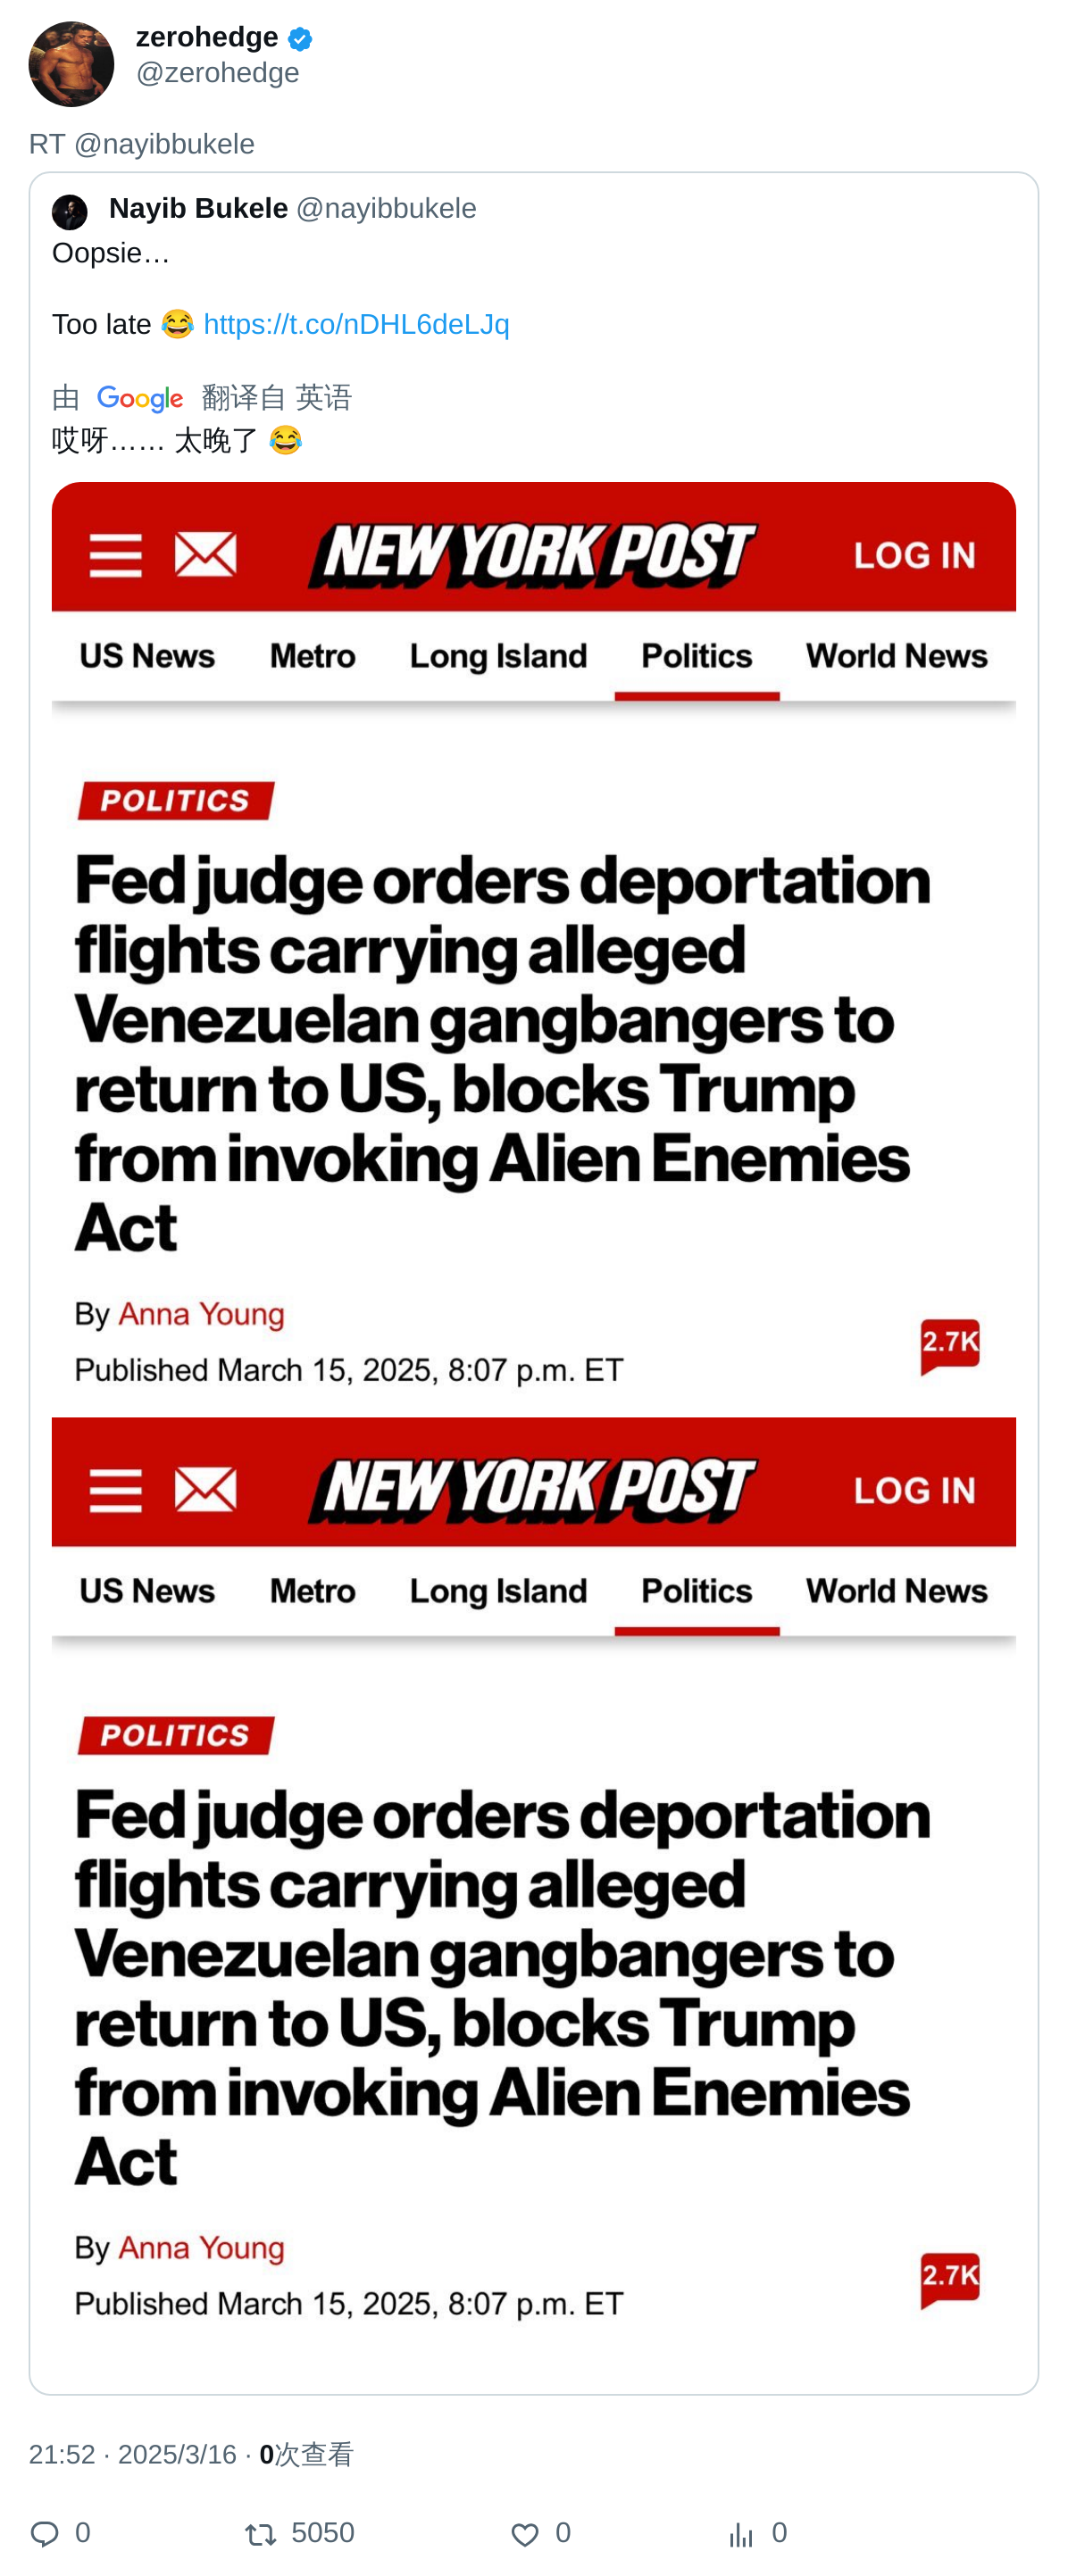 zerohedge
@zerohedge
RT @nayibbukele
Nayib Bukele @nayibbukele
Oopsie…
Too late 😂 https://t.co/nDHL6deLJq
由 Google 翻译自 英语
哎呀…… 太晚了 😂
NEW YORK POST LOG IN
US News Metro Long Island Politics World News
POLITICS
Fed judge orders deportation
flights carrying alleged
Venezuelan gangbangers to
return to US, blocks Trump
from invoking Alien Enemies
Act
By Anna Young
2.7K
Published March 15, 2025, 8:07 p.m. ET
NEW YORK POST LOG IN
US News Metro Long Island Politics World News
POLITICS
Fed judge orders deportation
flights carrying alleged
Venezuelan gangbangers to
return to US, blocks Trump
from invoking Alien Enemies
Act
By Anna Young
2.7K
Published March 15, 2025, 8:07 p.m. ET
21:52 · 2025/3/16 · 0次查看
0 5050 0 0